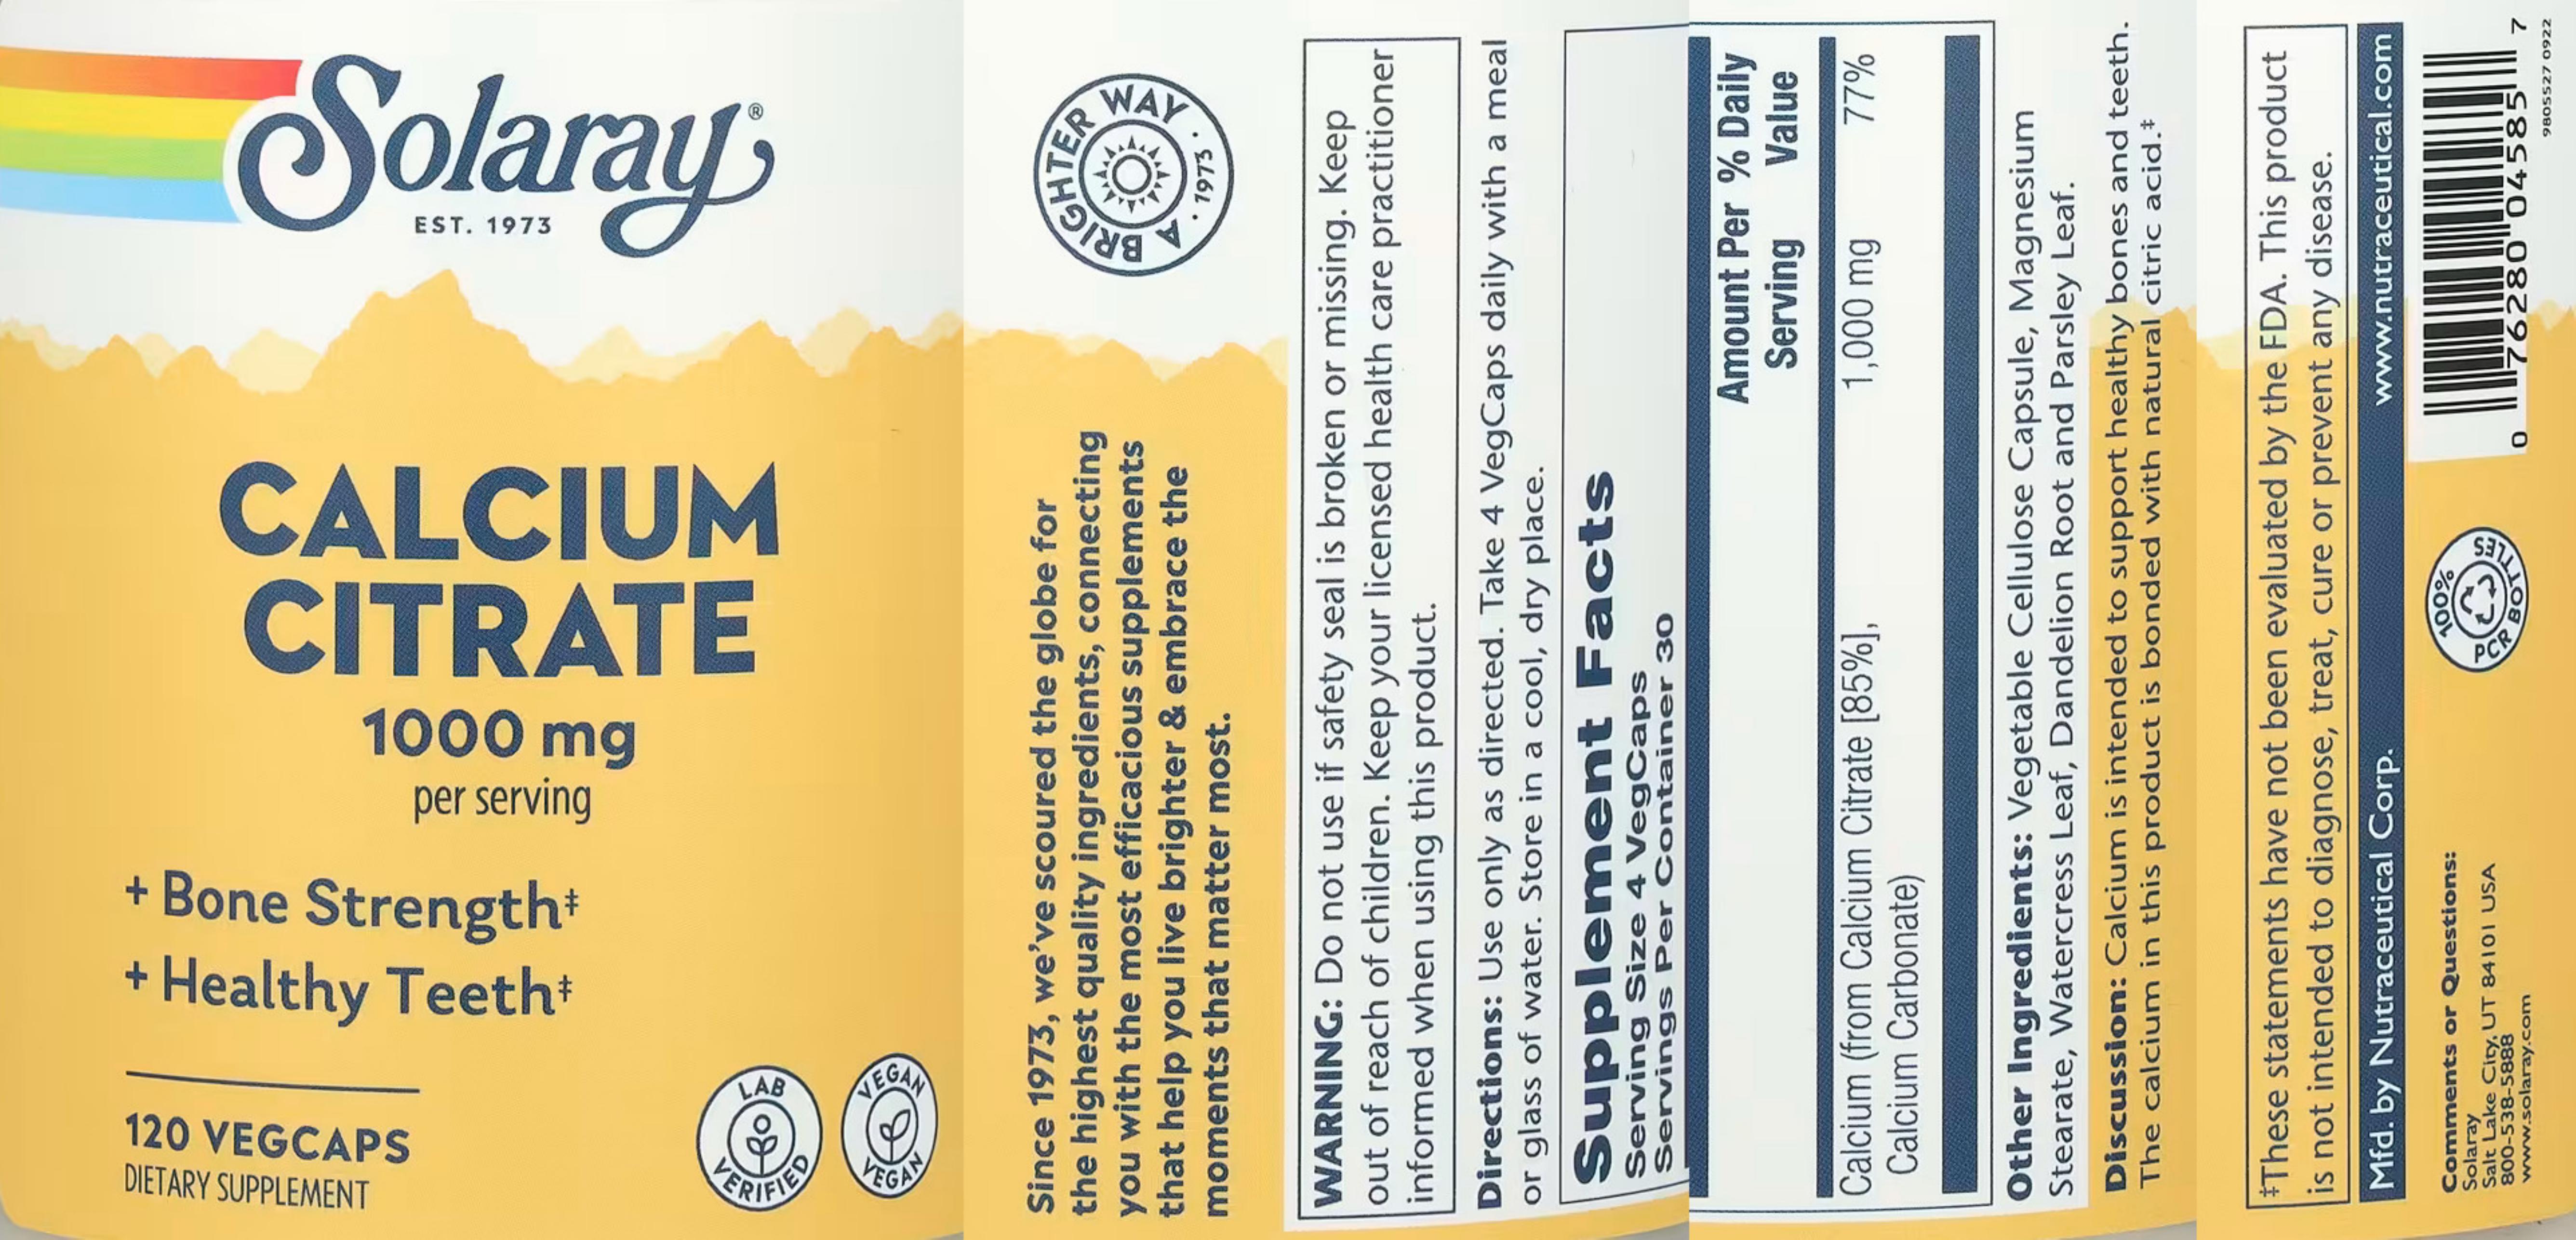 Solaray®
EST. 1973
CALCIUM
CITRATE
1000 mg
per serving
+ Bone Strength‡
+ Healthy Teeth‡
120 VEGCAPS
DIETARY SUPPLEMENT
LAB
VERIFIED
VEGAN
VEGAN
A BRIGHTER WAY · 1973 ·
Since 1973, we've scoured the globe for
the highest quality ingredients, connecting
you with the most efficacious supplements
that help you live brighter & embrace the
moments that matter most.
WARNING: Do not use if safety seal is broken or missing. Keep
out of reach of children. Keep your licensed health care practitioner
informed when using this product.
Directions: Use only as directed. Take 4 VegCaps daily with a meal
or glass of water. Store in a cool, dry place.
Supplement Facts
Serving Size 4 VegCaps
Servings Per Container 30
Amount Per % Daily
Serving Value
Calcium (from Calcium Citrate [85%], 1,000 mg 77%
Calcium Carbonate)
Other Ingredients: Vegetable Cellulose Capsule, Magnesium
Stearate, Watercress Leaf, Dandelion Root and Parsley Leaf.
Discussion: Calcium is intended to support healthy bones and teeth.
The calcium in this product is bonded with natural citric acid.‡
‡These statements have not been evaluated by the FDA. This product
is not intended to diagnose, treat, cure or prevent any disease.
Mfd. by Nutraceutical Corp. www.nutraceutical.com
Comments or Questions:
Solaray
Salt Lake City, UT 84101 USA
800-538-5888
www.solaray.com
100%
PCR BOTTLES
0 76280 04585 7
9805527 0922